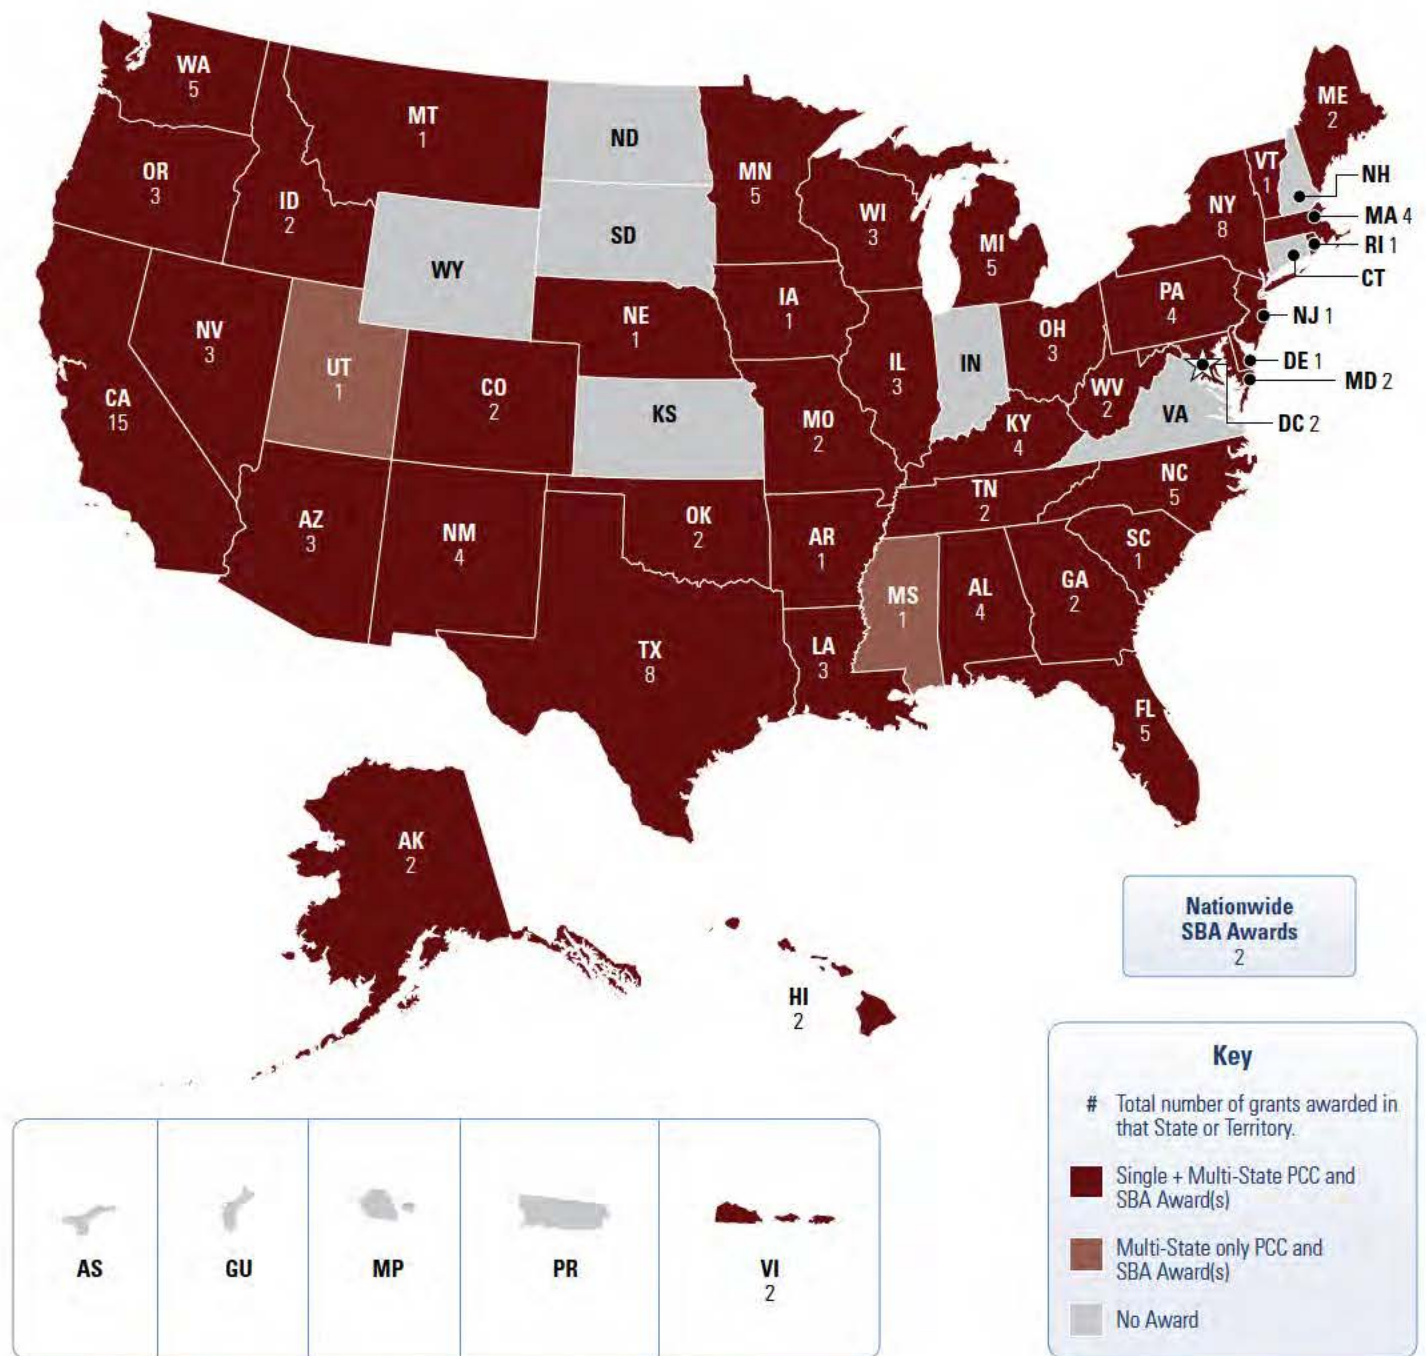 WA
5
MT
1
ND
ME
2
OR
3
ID
2
MN
5
VT
1
NH
SD
WI
3
NY
8
MA 4
WY
MI
5
RI 1
CT
IA
1
PA
4
NE
1
NJ 1
NV
3
OH
3
UT
1
IL
3
IN
DE 1
CO
2
WV
2
MD 2
CA
15
KS
MO
2
KY
4
VA
DC 2
NC
5
TN
2
AZ
3
NM
4
OK
2
AR
1
SC
1
MS
1
AL
4
GA
2
TX
8
LA
3
FL
5
AK
2
HI
2
Nationwide
SBA Awards
2
Key
# Total number of grants awarded in
that State or Territory.
Single + Multi-State PCC and
SBA Award(s)
Multi-State only PCC and
SBA Award(s)
No Award
AS
GU
MP
PR
VI
2